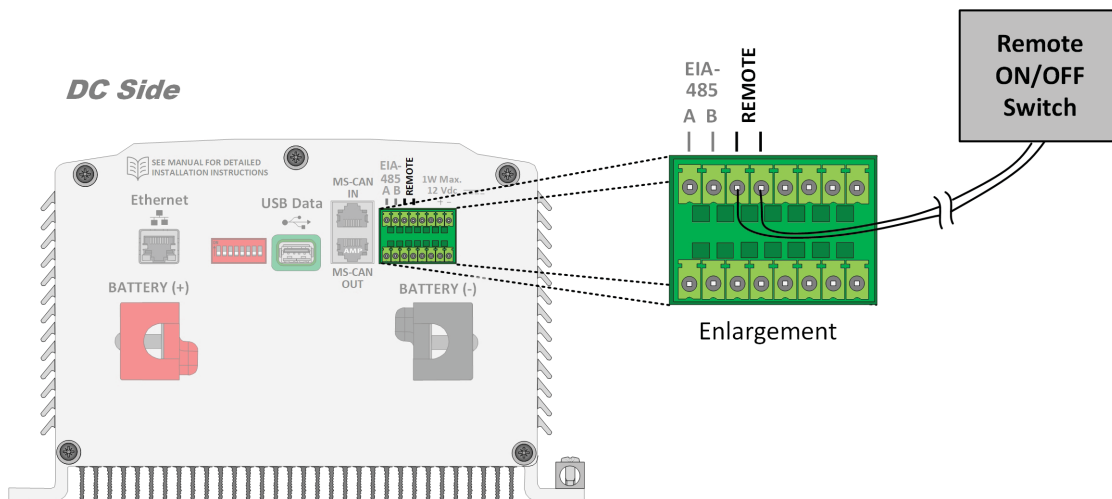 DC Side
SEE MANUAL FOR DETAILED
INSTALLATION INSTRUCTIONS
Ethernet
USB Data
MS-CAN
IN
AMP
MS-CAN
OUT
EIA-
485
A B
REMOTE
1W Max.
12 Vdc
+ -
BATTERY (+)
BATTERY (-)
EIA-
485
A B
REMOTE
Enlargement
Remote
ON/OFF
Switch